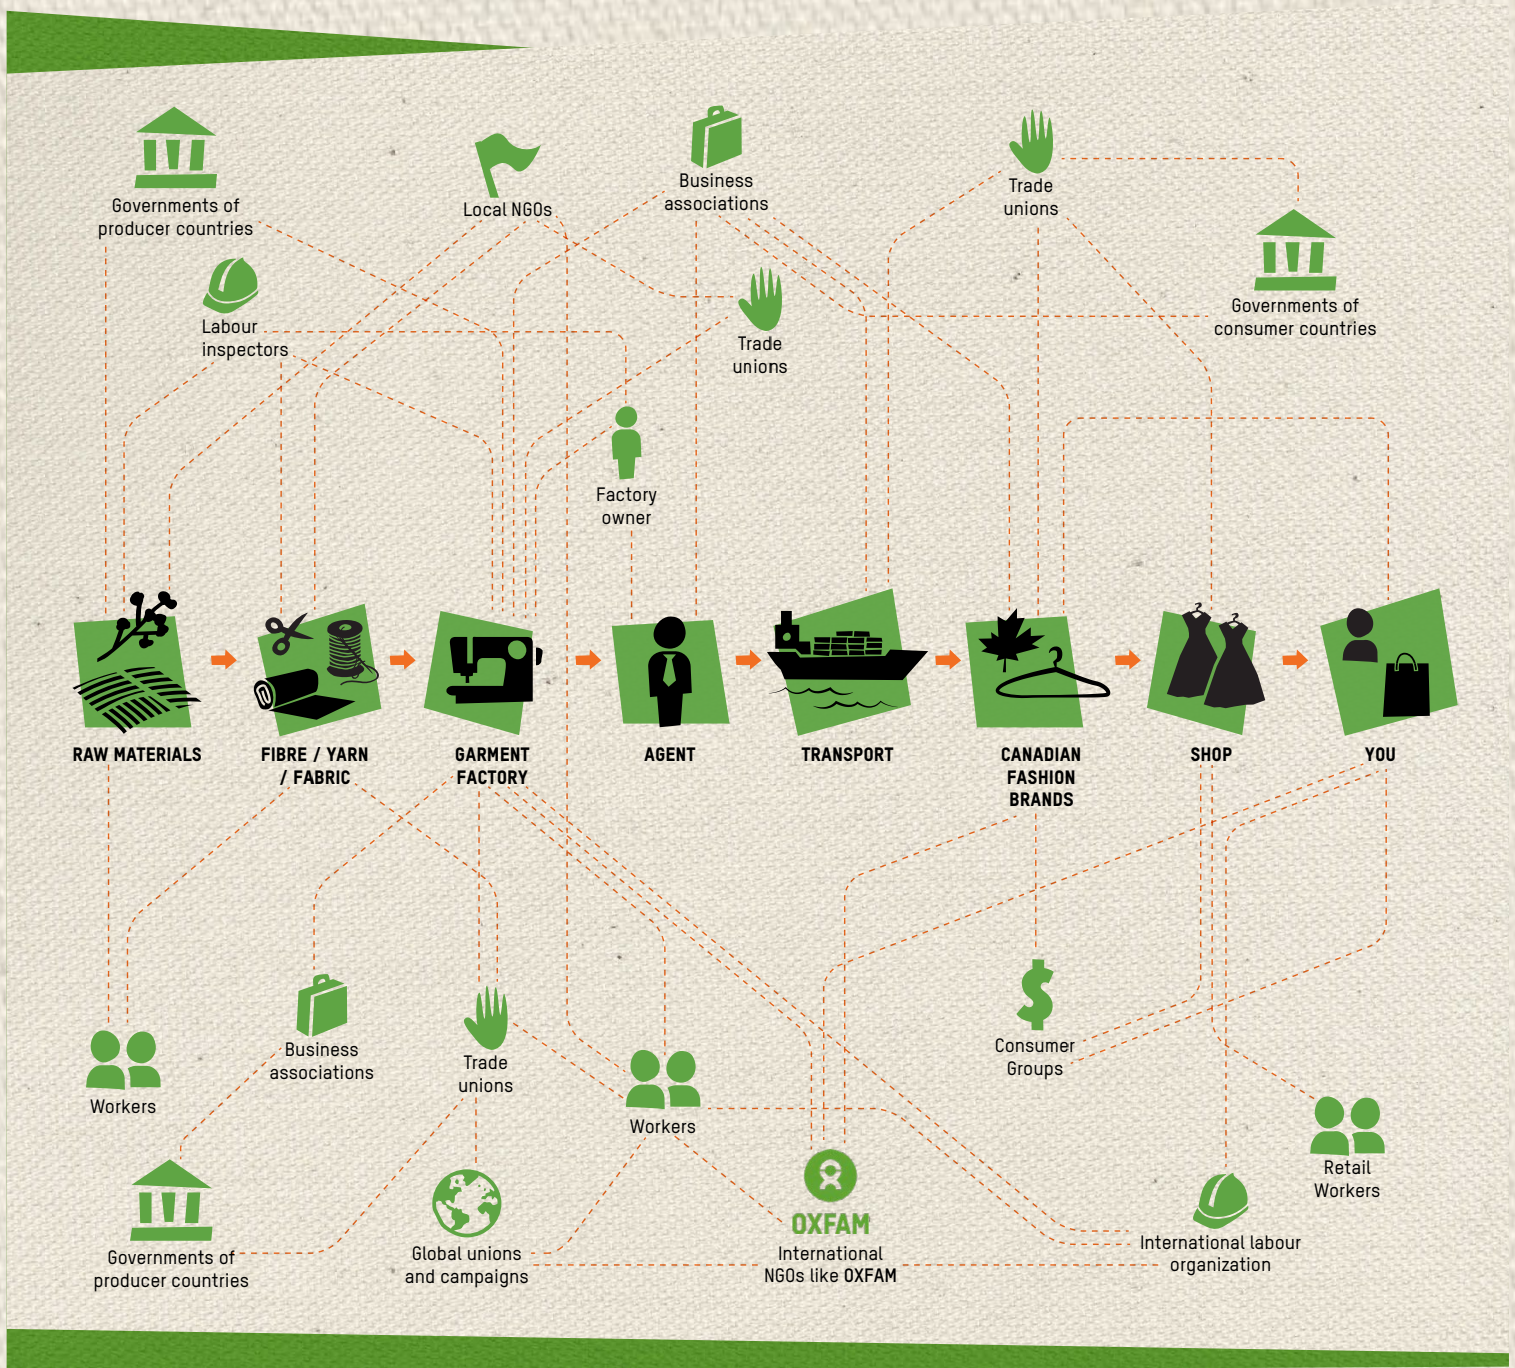 Governments of
producer countries
Local NGOs
Business
associations
Trade
unions
Governments of
consumer countries
Labour
inspectors
Trade
unions
Factory
owner
RAW MATERIALS
FIBRE / YARN
/ FABRIC
GARMENT
FACTORY
AGENT
TRANSPORT
CANADIAN
FASHION
BRANDS
SHOP
YOU
Workers
Business
associations
Trade
unions
Workers
Consumer
Groups
Retail
Workers
Governments of
producer countries
Global unions
and campaigns
OXFAM
International
NGOs like OXFAM
International labour
organization